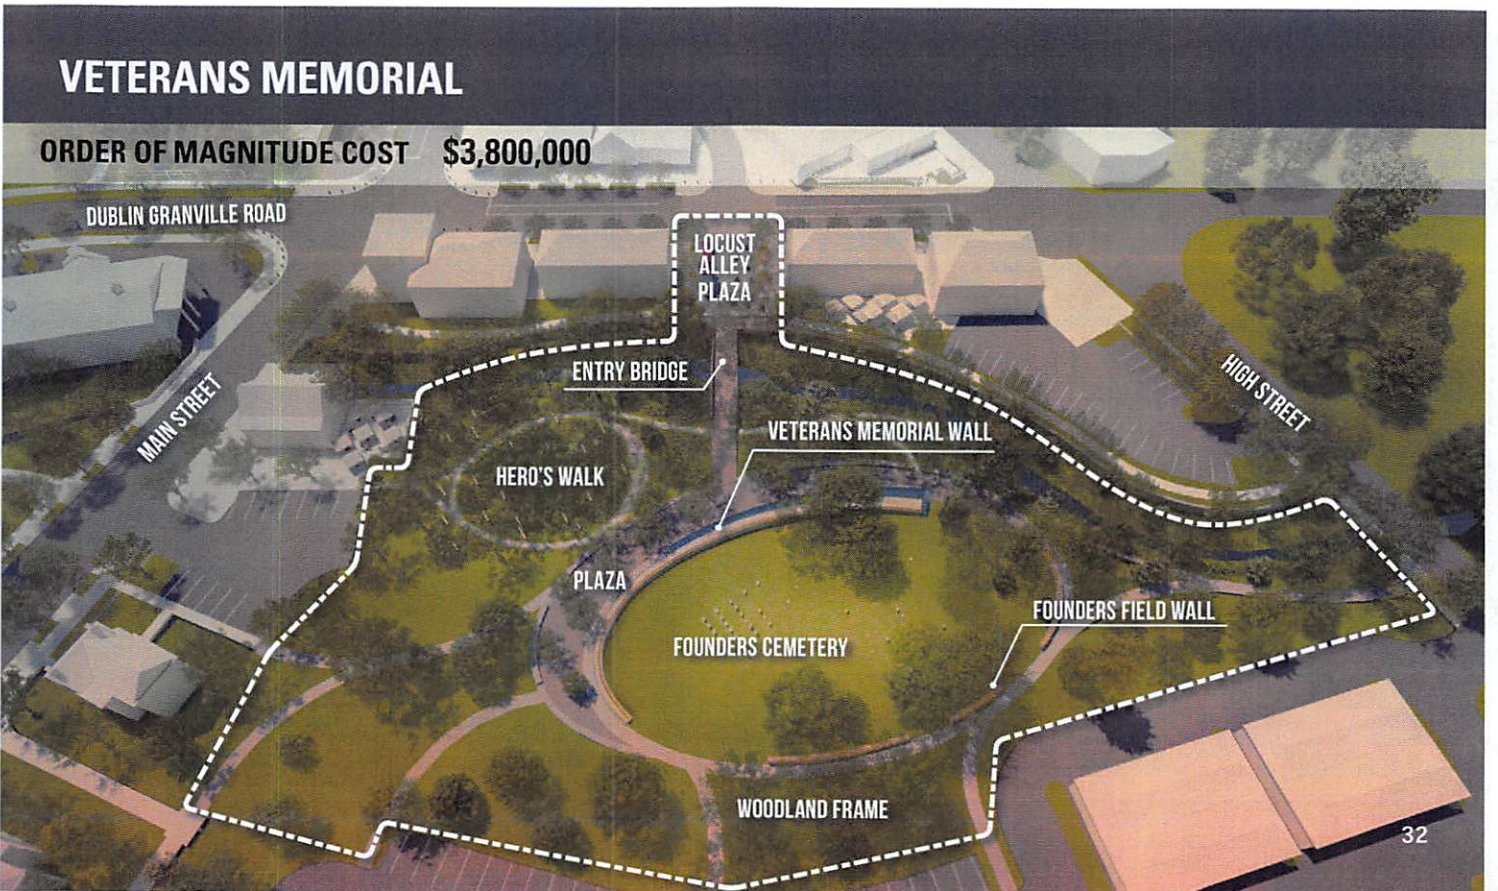 VETERANS MEMORIAL
ORDER OF MAGNITUDE COST $3,800,000
DUBLIN GRANVILLE ROAD
LOCUST
ALLEY
PLAZA
ENTRY BRIDGE
MAIN STREET
HIGH STREET
VETERANS MEMORIAL WALL
HERO'S WALK
PLAZA
FOUNDERS FIELD WALL
FOUNDERS CEMETERY
WOODLAND FRAME
32